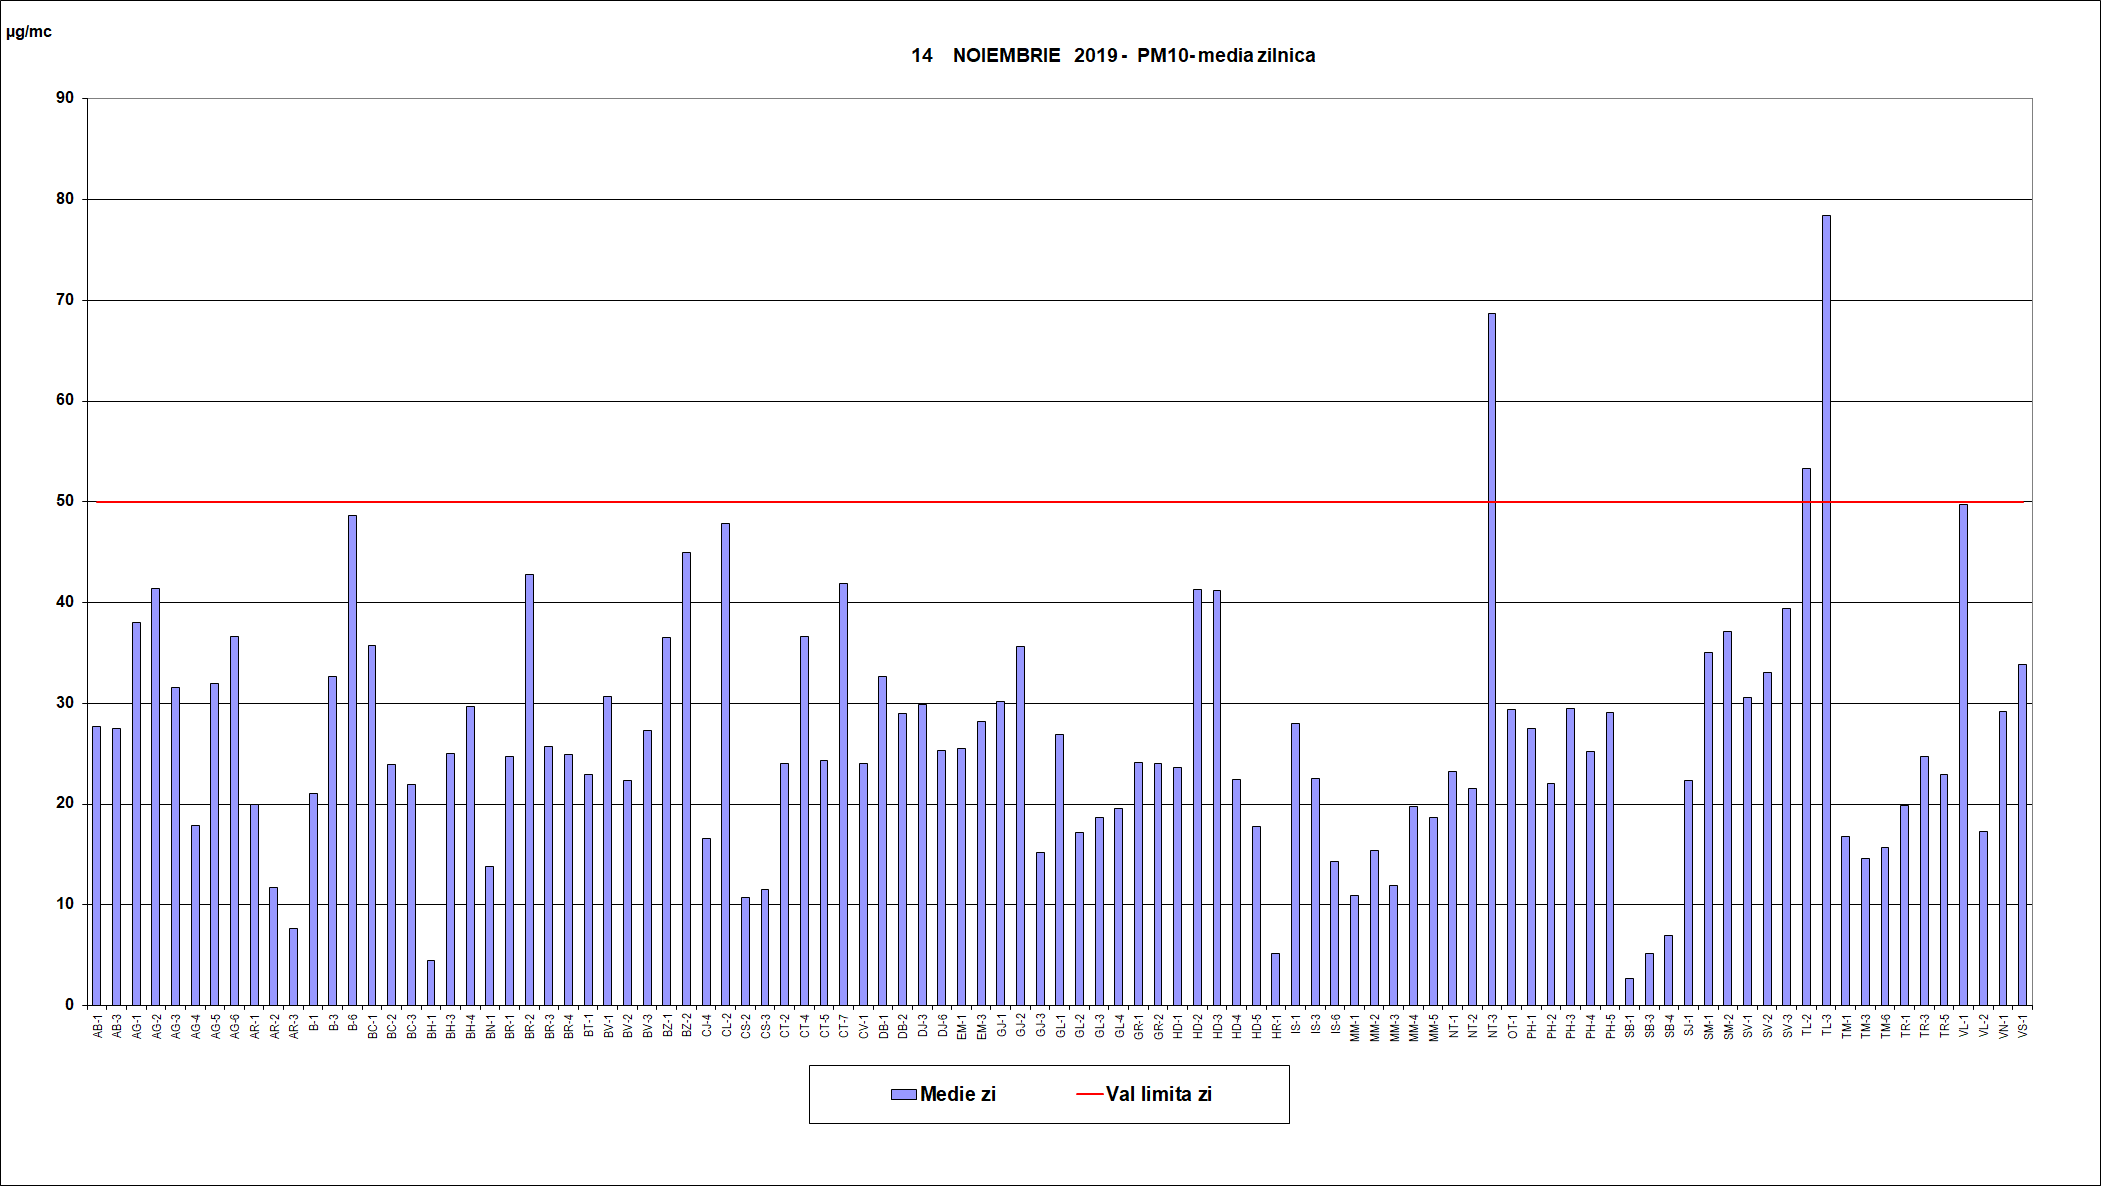 µg/mc
14 NOIEMBRIE 2019 - PM10- media zilnica
90
80
70
60
50
40
30
20
10
0
AB-1 AB-3 AG-1 AG-2 AG-3 AG-4 AG-5 AG-6 AR-1 AR-2 AR-3 B-1 B-3 B-6 BC-1 BC-2 BC-3 BH-1 BH-3 BH-4 BN-1 BR-1 BR-2 BR-3 BR-4 BT-1 BV-1 BV-2 BV-3 BZ-1 BZ-2 CJ-4 CL-2 CS-2 CS-3 CT-2 CT-4 CT-5 CT-7 CV-1 DB-1 DB-2 DJ-3 DJ-6 EM-1 EM-3 GJ-1 GJ-2 GJ-3 GL-1 GL-2 GL-3 GL-4 GR-1 GR-2 HD-1 HD-2 HD-3 HD-4 HD-5 HR-1 IS-1 IS-3 IS-6 MM-1 MM-2 MM-3 MM-4 MM-5 NT-1 NT-2 NT-3 OT-1 PH-1 PH-2 PH-3 PH-4 PH-5 SB-1 SB-3 SB-4 SJ-1 SM-1 SM-2 SV-1 SV-2 SV-3 TL-2 TL-3 TM-1 TM-3 TM-6 TR-1 TR-3 TR-5 VL-1 VL-2 VN-1 VS-1
Medie zi Val limita zi